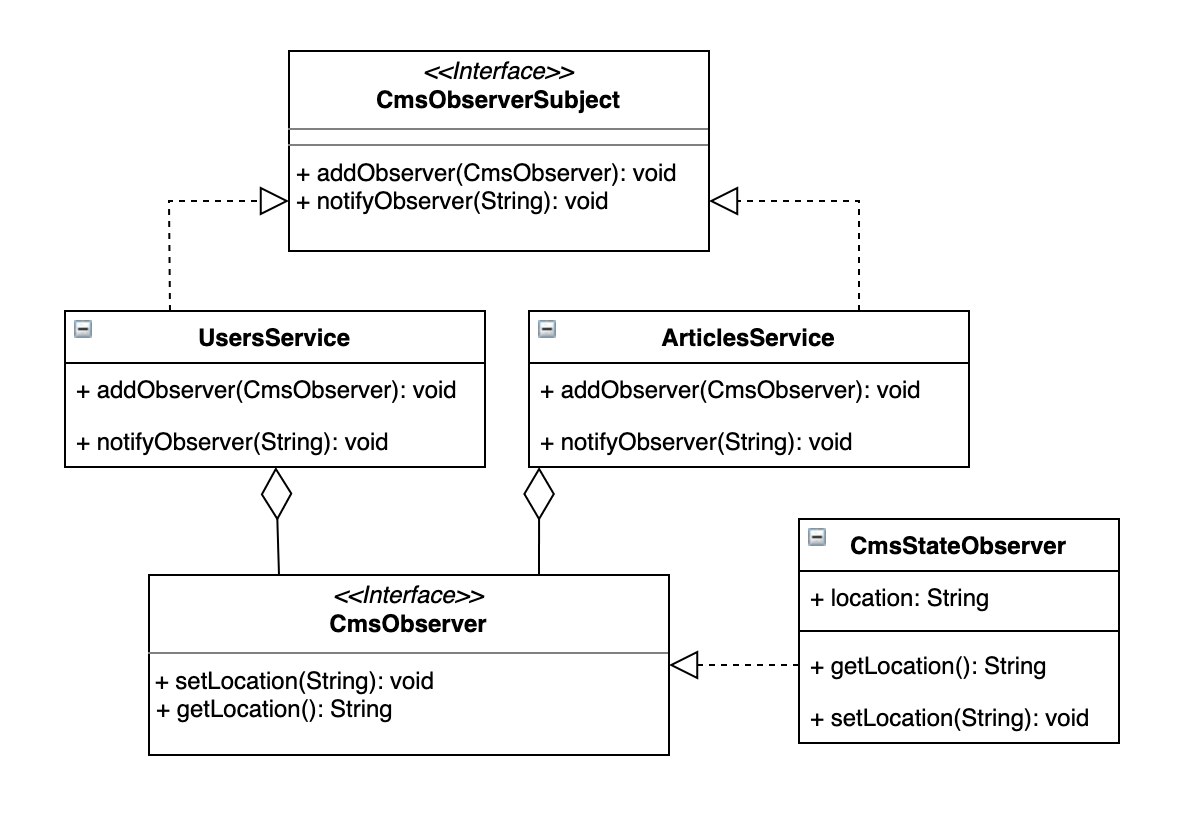 <<Interface>>
CmsObserverSubject
+ addObserver(CmsObserver): void
+ notifyObserver(String): void
UsersService
+ addObserver(CmsObserver): void
+ notifyObserver(String): void
ArticlesService
+ addObserver(CmsObserver): void
+ notifyObserver(String): void
<<Interface>>
CmsObserver
+ setLocation(String): void
+ getLocation(): String
CmsStateObserver
+ location: String
+ getLocation(): String
+ setLocation(String): void